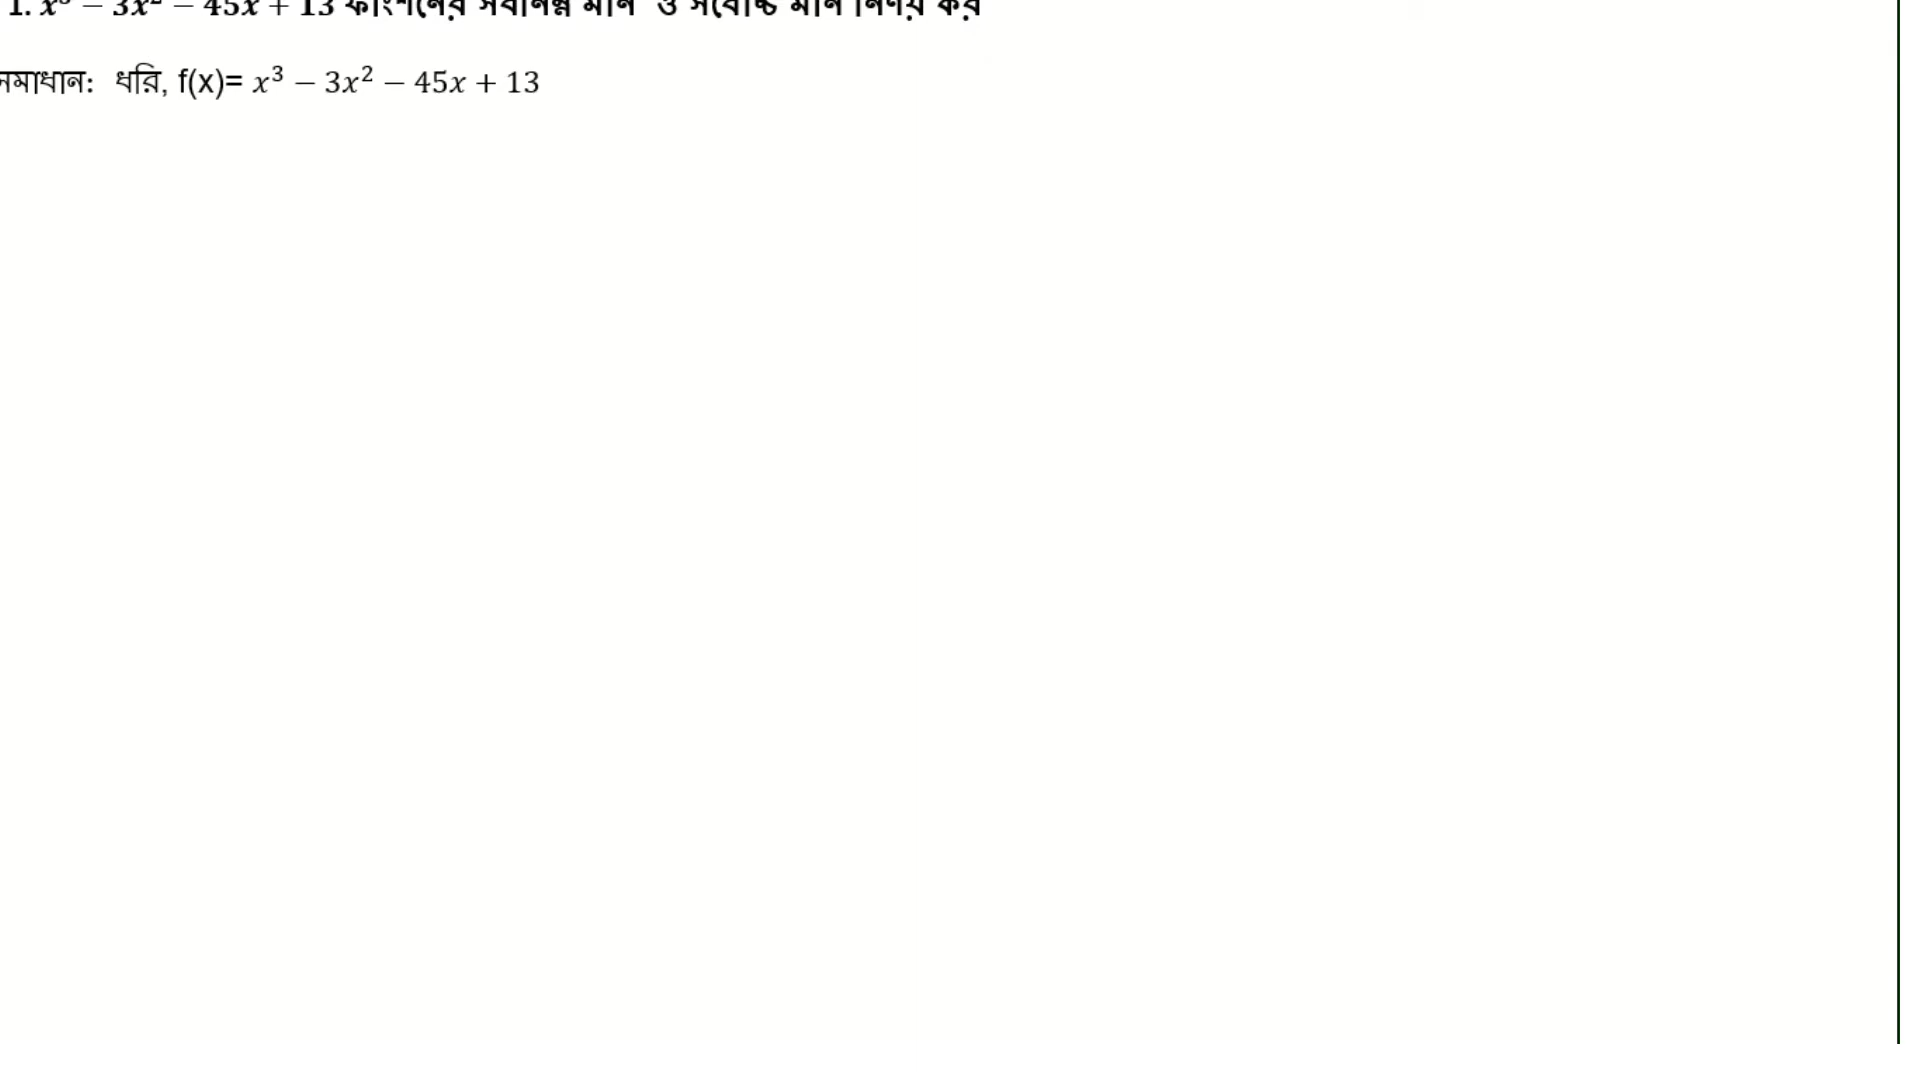 1. x³ − 3x² − 45x + 13 ফাংশনের সর্বনিম্ন মান ও সর্বোচ্চ মান নির্ণয় কর
সমাধান: ধরি, f(x)= x³ − 3x² − 45x + 13